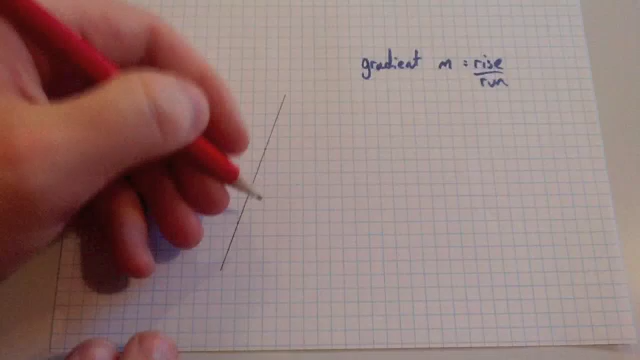 gradient m = rise
run